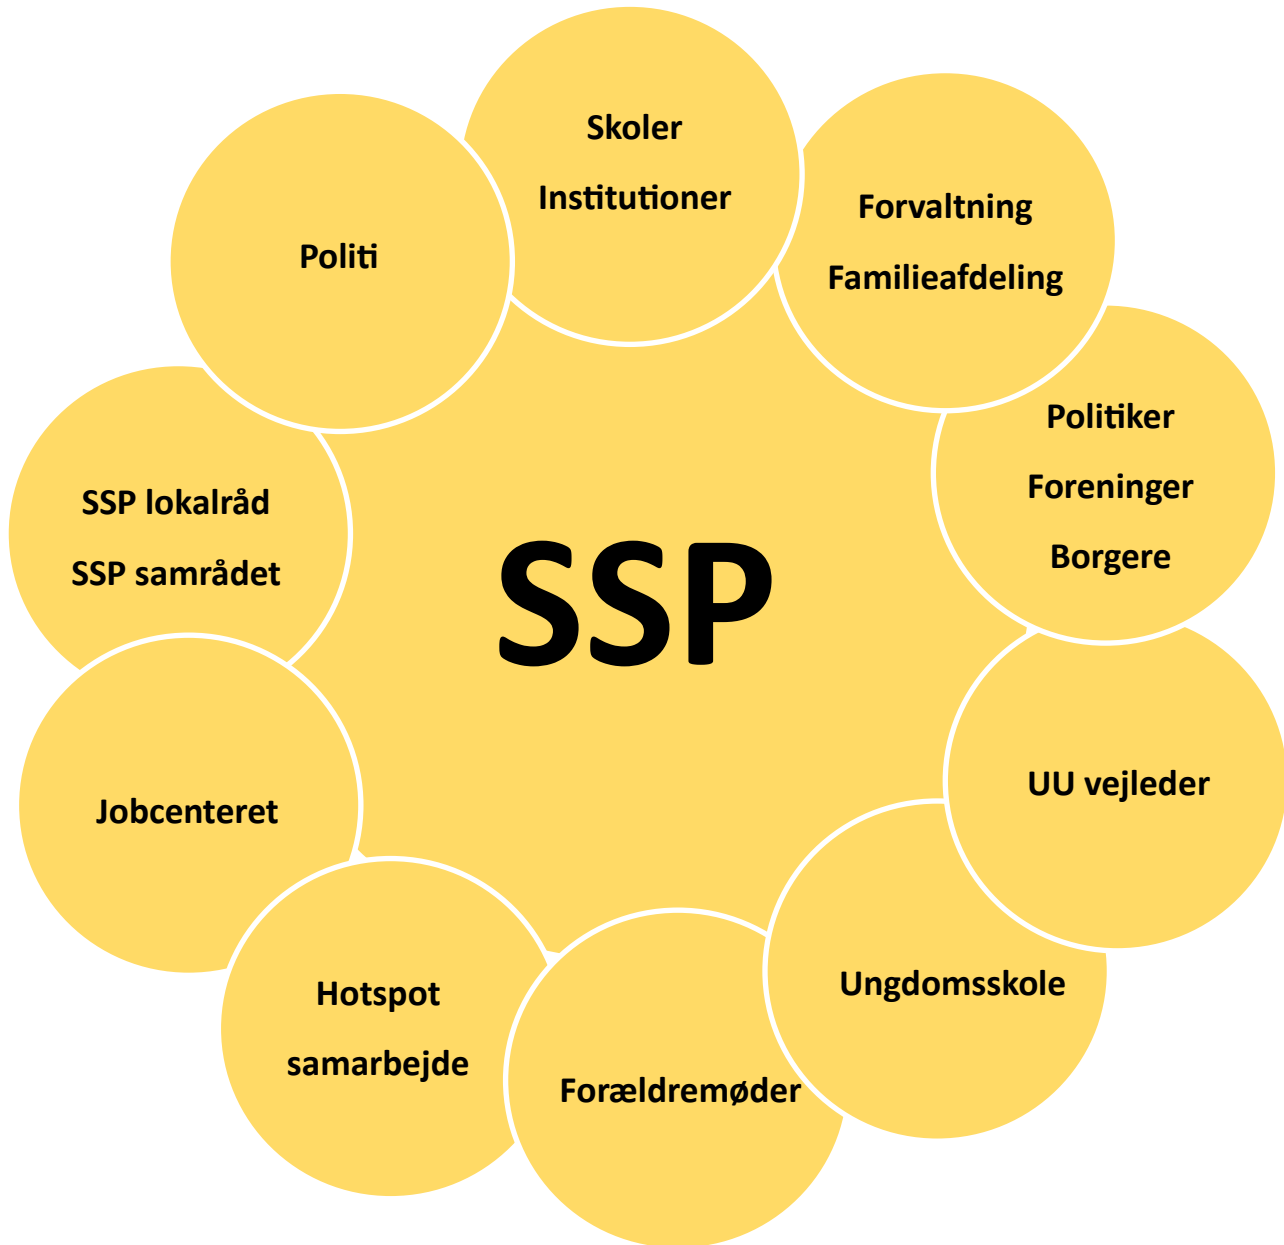 Skoler
Institutioner
Forvaltning
Familieafdeling
Politiker
Foreninger
Borgere
UU vejleder
Ungdomsskole
Forældremøder
Hotspot
samarbejde
Jobcenteret
SSP lokalråd
SSP samrådet
Politi
SSP